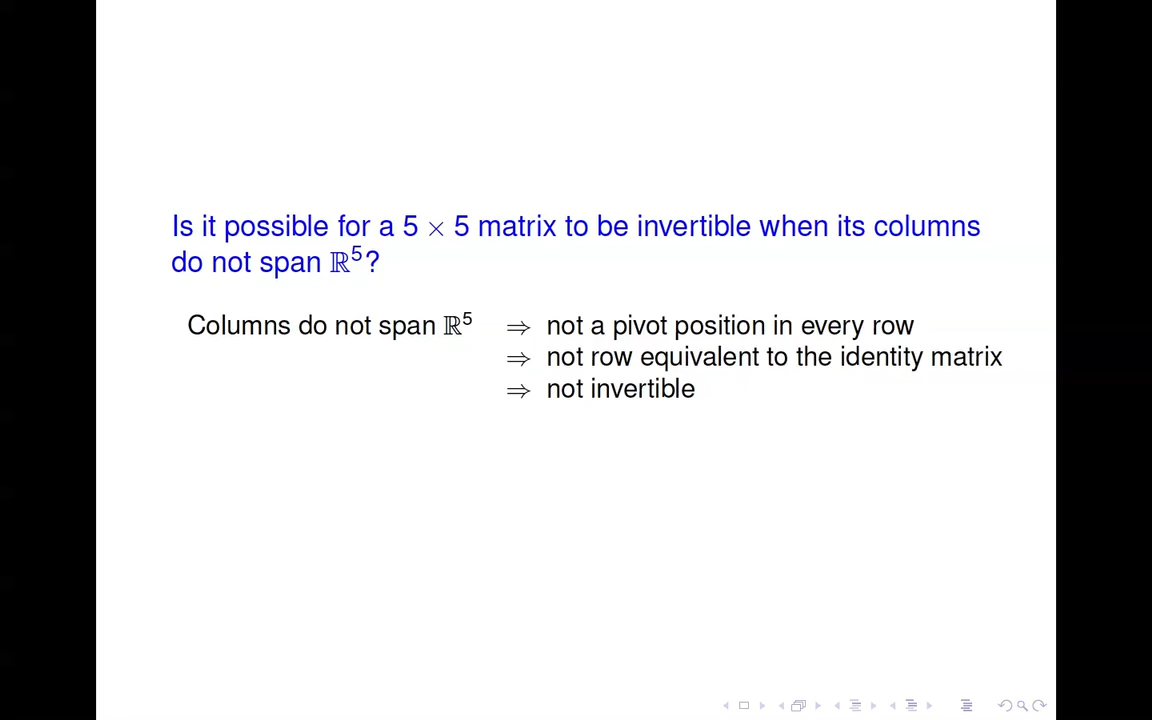 Is it possible for a 5 × 5 matrix to be invertible when its columns
do not span ℝ⁵?
Columns do not span ℝ⁵ ⇒ not a pivot position in every row
⇒ not row equivalent to the identity matrix
⇒ not invertible